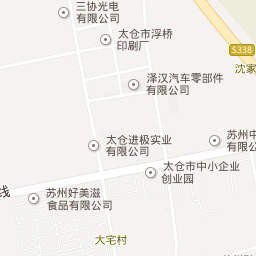 三协光电
有限公司
太仓市浮桥
印刷厂
S338
沈家
泽汉汽车零部件
有限公司
苏州中
有限公
太仓进极实业
有限公司
太仓市中小企业
创业园
线
苏州好美滋
食品有限公司
大宅村